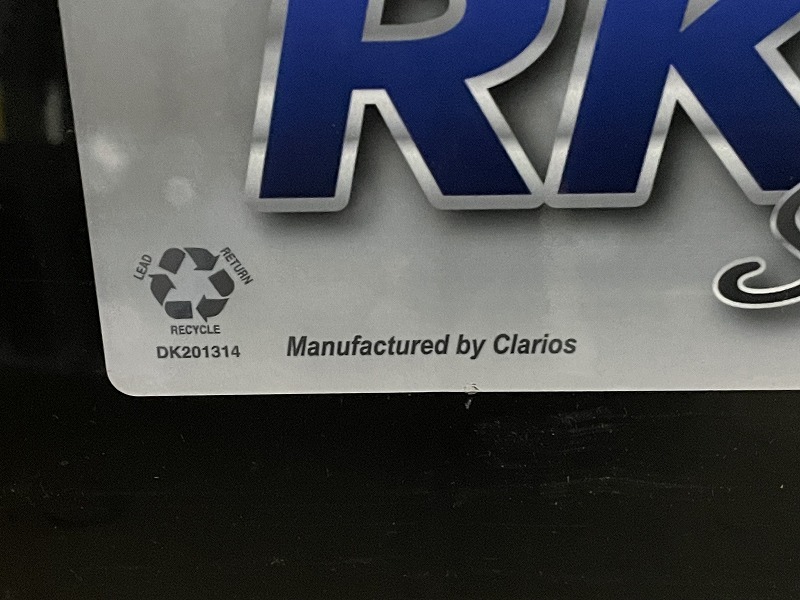 RK
LEAD
RETURN
RECYCLE
DK201314
Manufactured by Clarios